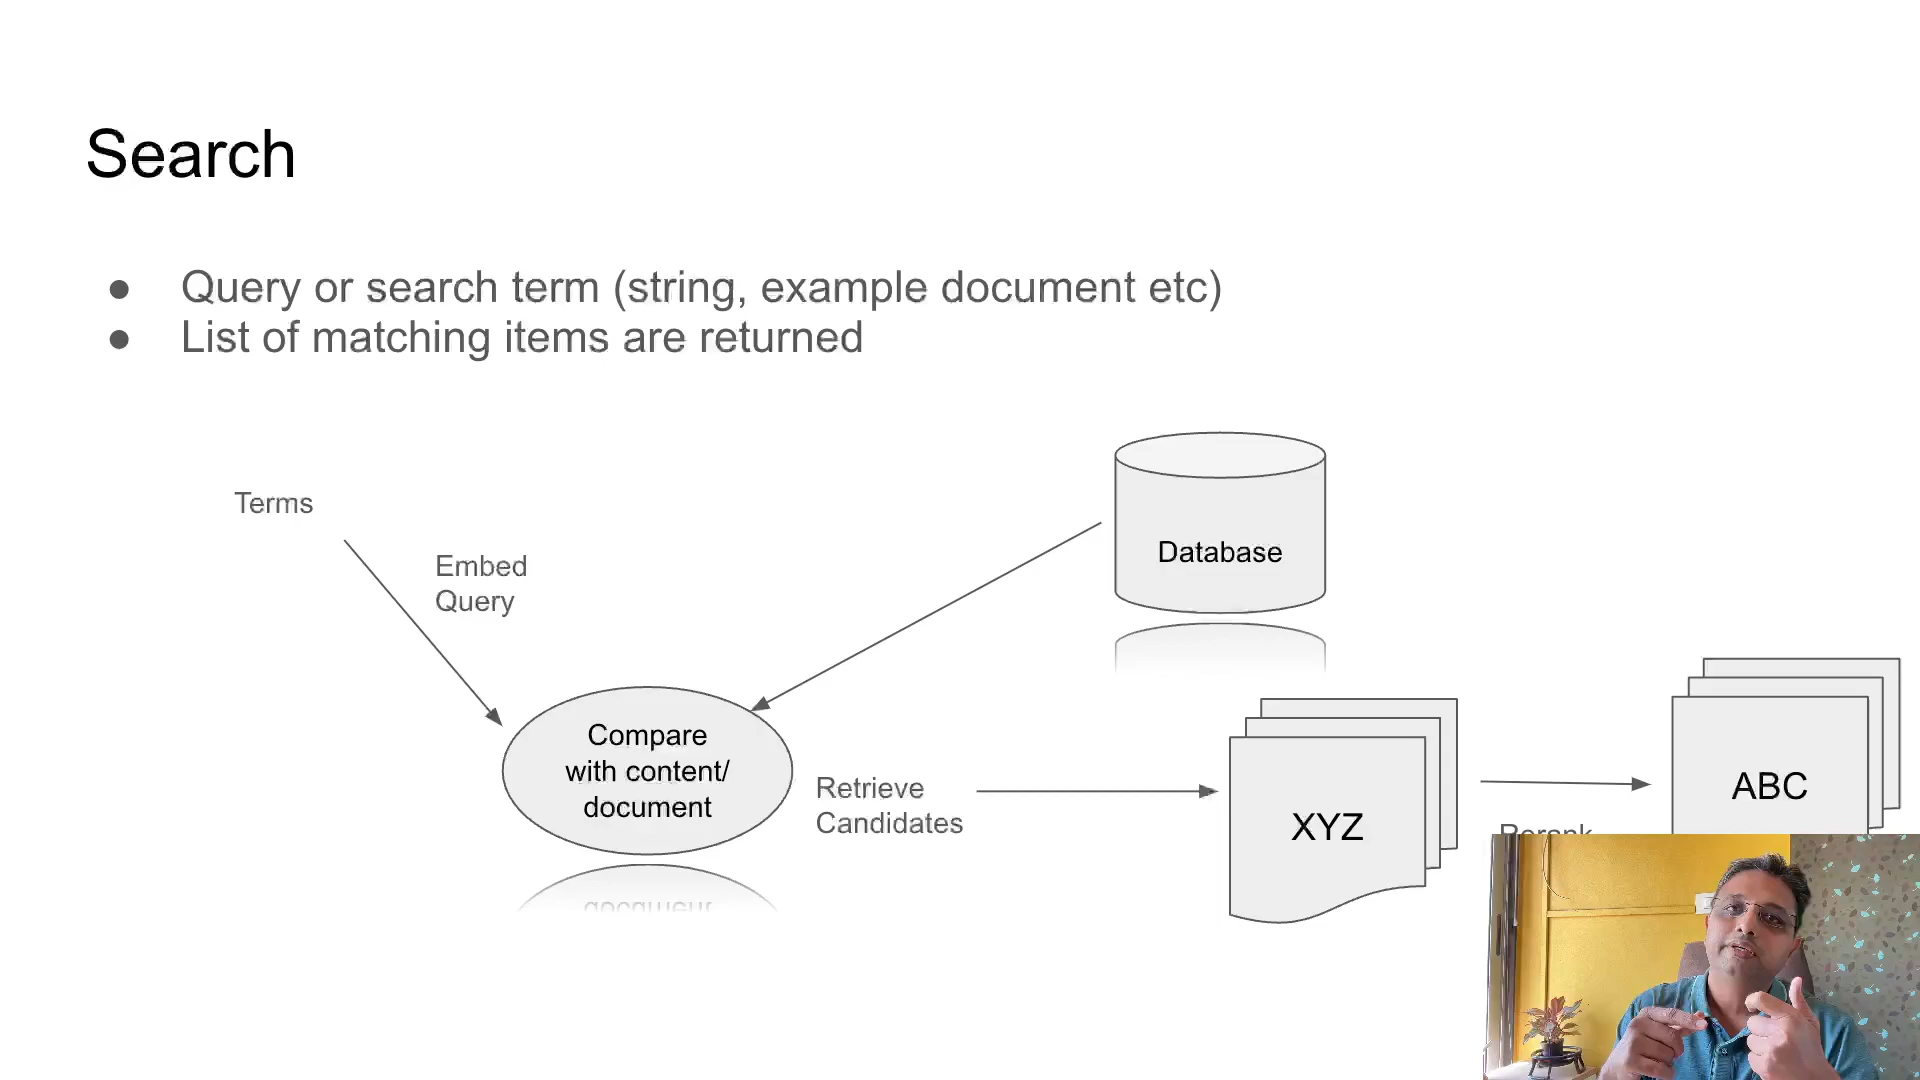 Search
● Query or search term (string, example document etc)
● List of matching items are returned
Terms
Embed
Query
Database
Compare
with content/
document
Retrieve
Candidates
XYZ
ABC
Rerank